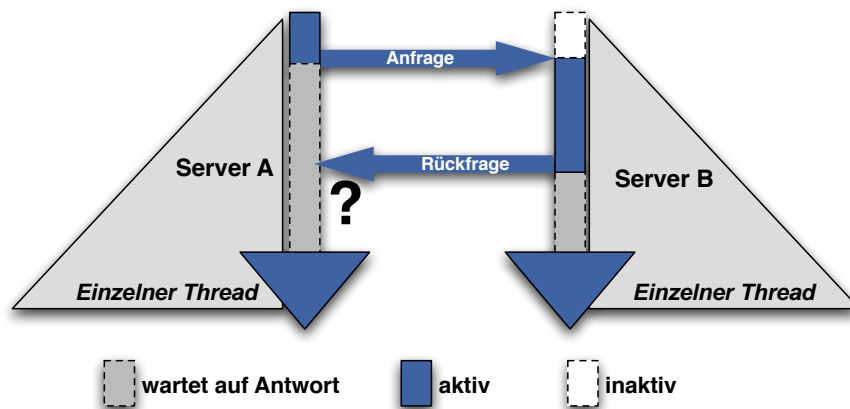 Anfrage
Rückfrage
Server A
Server B
?
Einzelner Thread
Einzelner Thread
wartet auf Antwort
aktiv
inaktiv